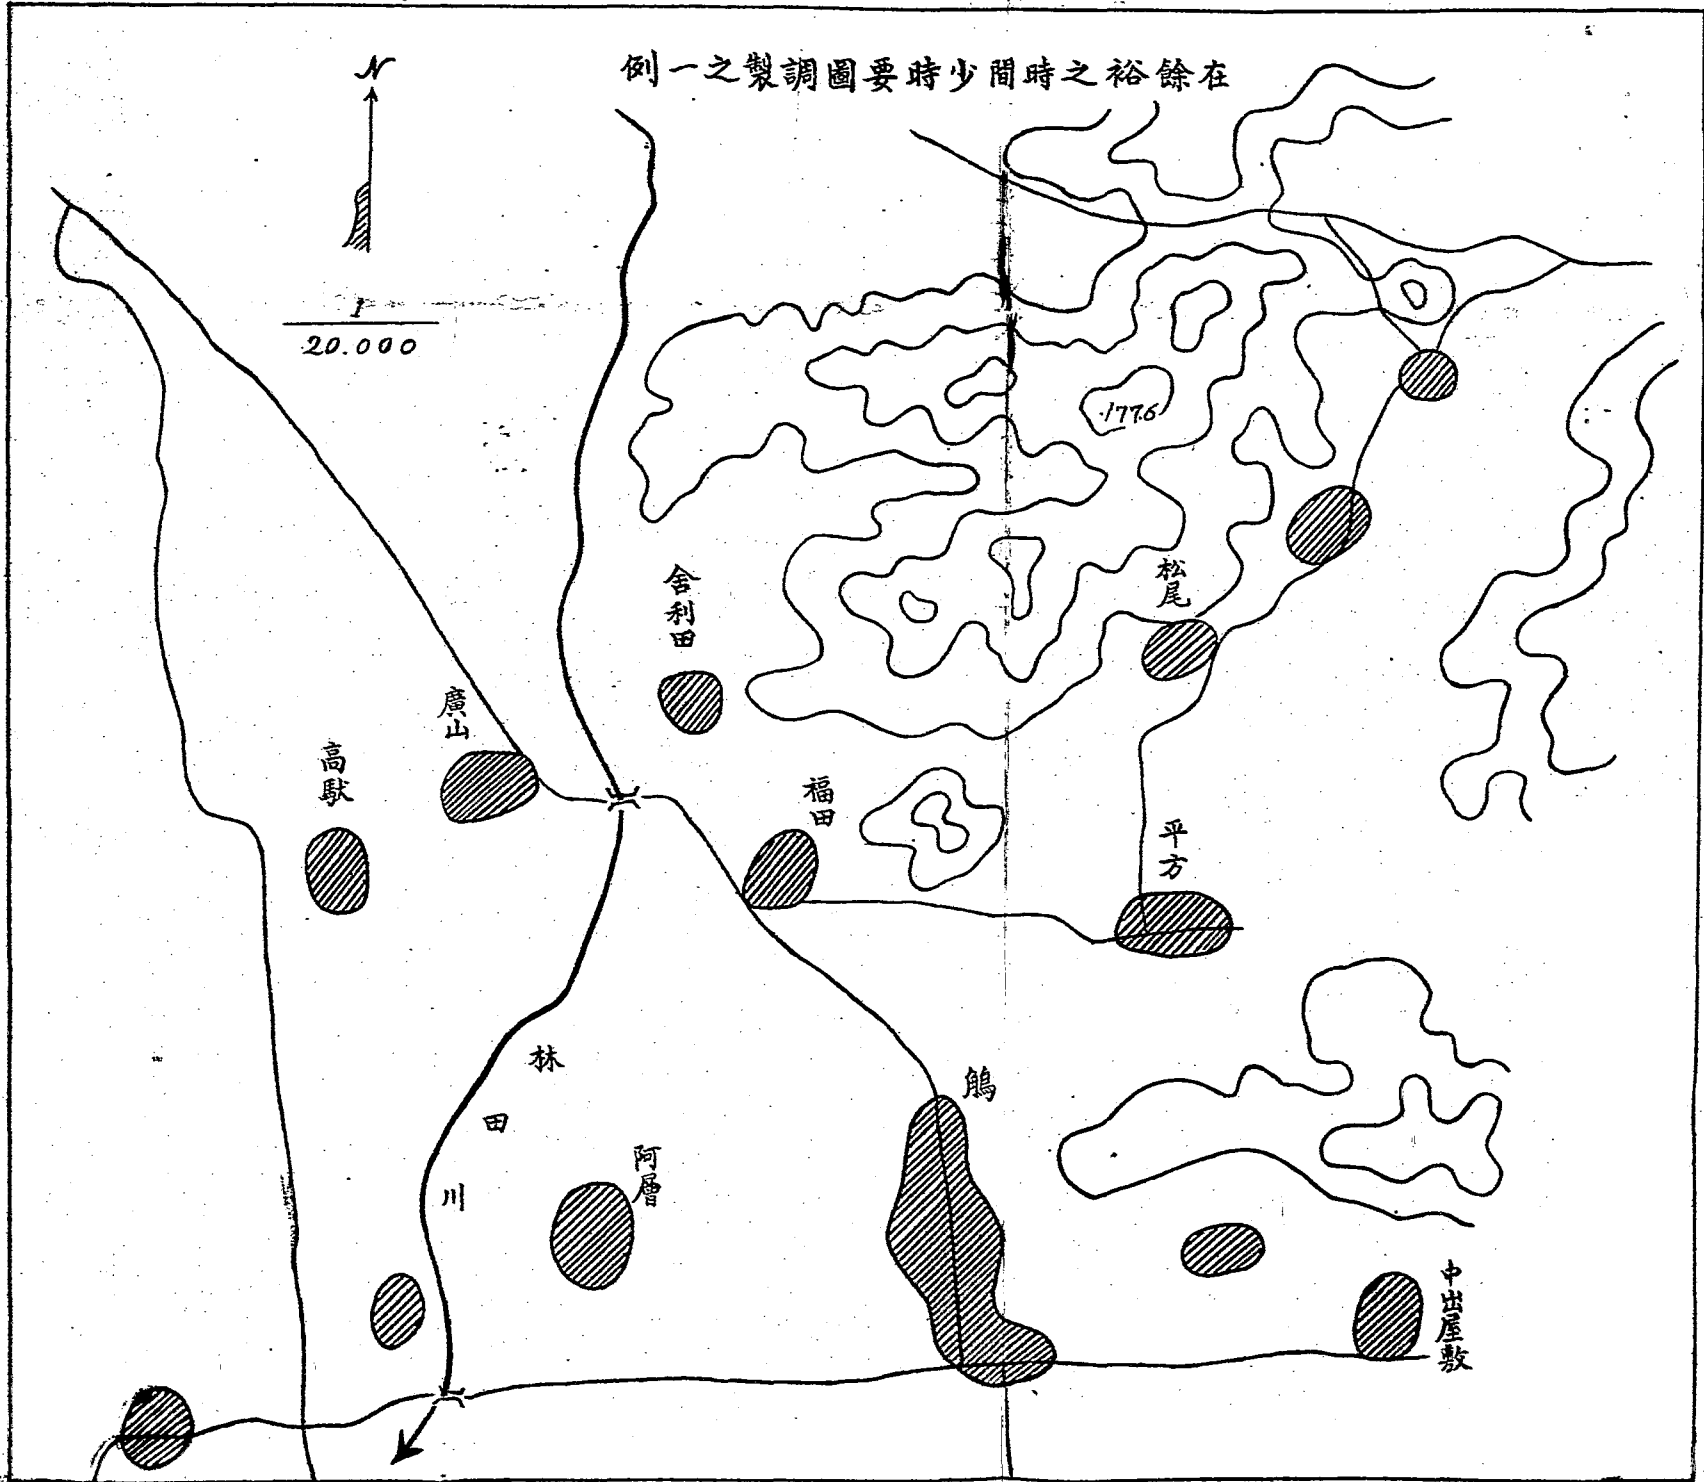 在餘裕之時間少時要圖調製之一例
N
1
20.000
177.6
松尾
舍利田
廣山
高駄
福田
平方
林田川
鵤
阿層
中出屋敷